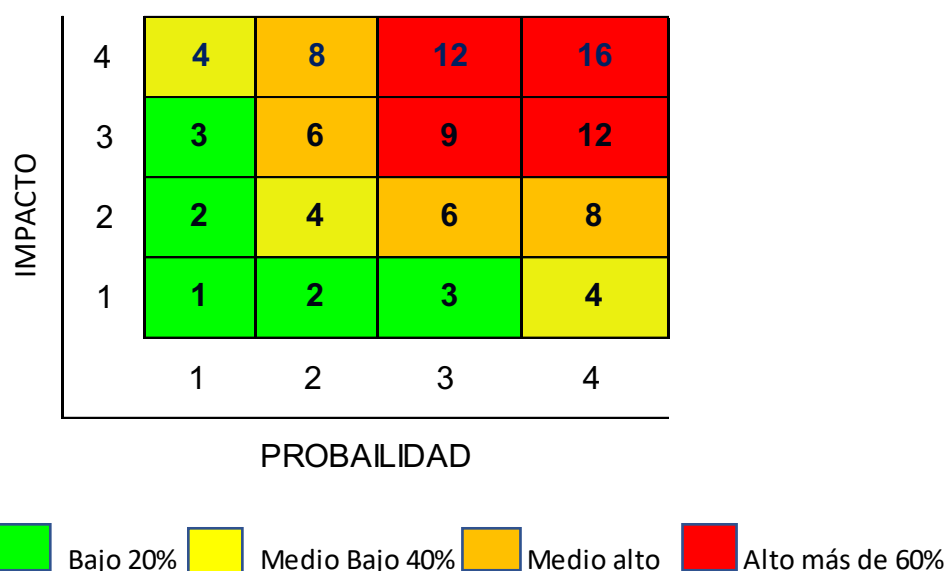 4 4 8 12 16
3 3 6 9 12
IMPACTO
2 2 4 6 8
1 1 2 3 4
1 2 3 4
PROBAILIDAD
Bajo 20% Medio Bajo 40% Medio alto Alto más de 60%